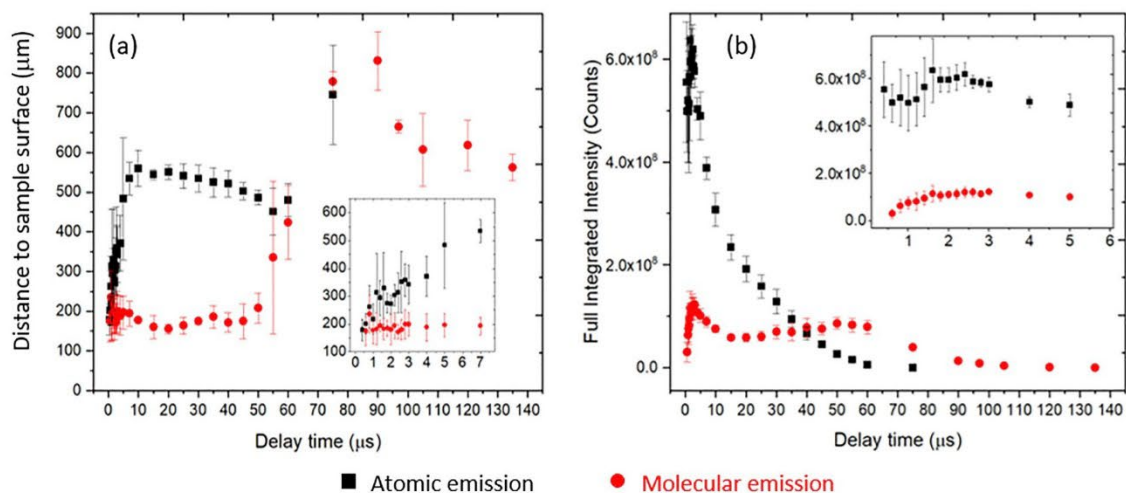 (a)
Distance to sample surface (μm)
900
800
700
600
500
400
300
200
100
0
0 10 20 30 40 50 60 70 80 90 100 110 120 130 140
Delay time (μs)
600
500
400
300
200
100
0 1 2 3 4 5 6 7
(b)
Full Integrated Intensity (Counts)
6.0x10⁸
4.0x10⁸
2.0x10⁸
0.0
0 10 20 30 40 50 60 70 80 90 100 110 120 130 140
Delay time (μs)
6.0x10⁸
4.0x10⁸
2.0x10⁸
0.0
1 2 3 4 5 6
Atomic emission
Molecular emission